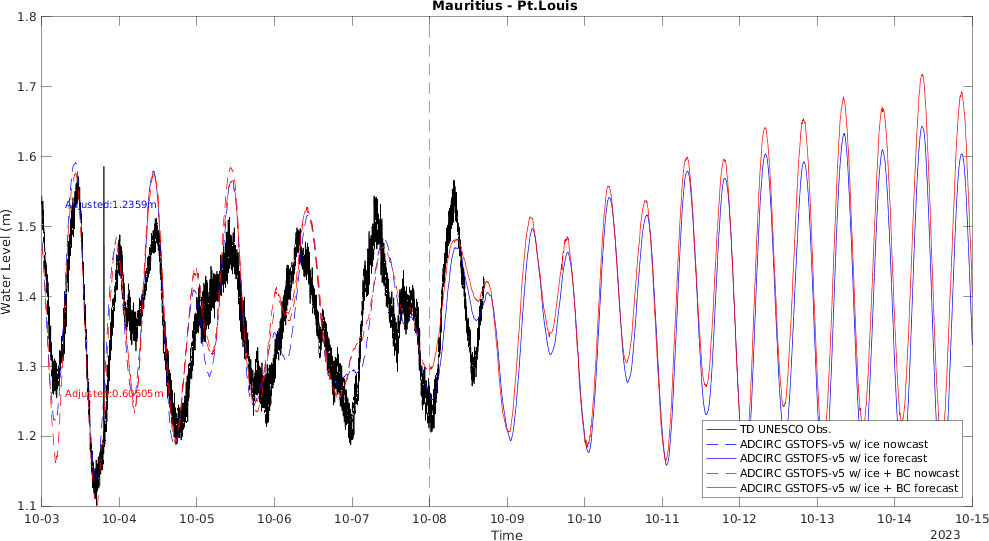 Mauritius - Pt.Louis
1.8
1.7
1.6
1.5
1.4
1.3
1.2
1.1
Water Level (m)
Adjusted:1.2359m
Adjusted:0.60505m
TD UNESCO Obs.
ADCIRC GSTOFS-v5 w/ ice nowcast
ADCIRC GSTOFS-v5 w/ ice forecast
ADCIRC GSTOFS-v5 w/ ice + BC nowcast
ADCIRC GSTOFS-v5 w/ ice + BC forecast
10-03 10-04 10-05 10-06 10-07 10-08 10-09 10-10 10-11 10-12 10-13 10-14 10-15
Time
2023